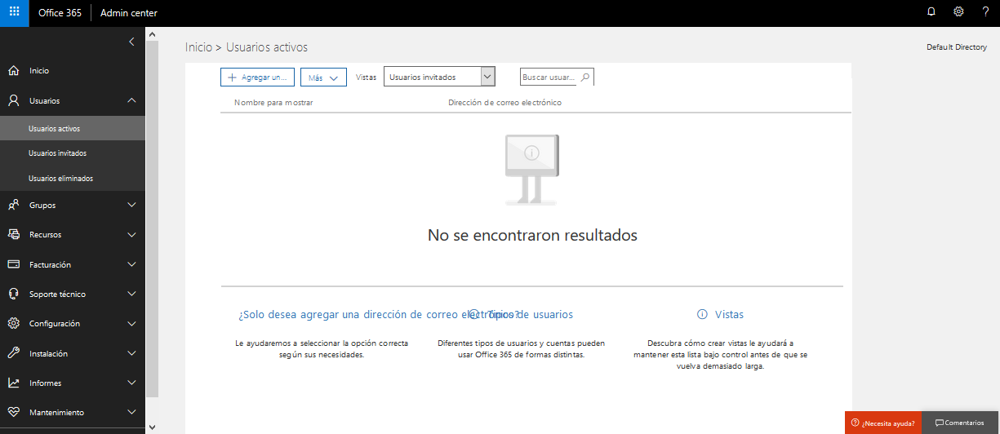 Office 365
Admin center
?
Inicio > Usuarios activos
Default Directory
Inicio
Usuarios
Usuarios activos
Usuarios invitados
Usuarios eliminados
Grupos
Recursos
Facturación
Soporte técnico
Configuración
Instalación
Informes
Mantenimiento
+ Agregar un...
Más
Vistas
Usuarios invitados
Buscar usuar...
Nombre para mostrar
Dirección de correo electrónico
No se encontraron resultados
¿Solo desea agregar una dirección de correo electrónico?
Tipos de usuarios
Vistas
Le ayudaremos a seleccionar la opción correcta
según sus necesidades.
Diferentes tipos de usuarios y cuentas pueden
usar Office 365 de formas distintas.
Descubra cómo crear vistas le ayudará a
mantener esta lista bajo control antes de que se
vuelva demasiado larga.
¿Necesita ayuda?
Comentarios